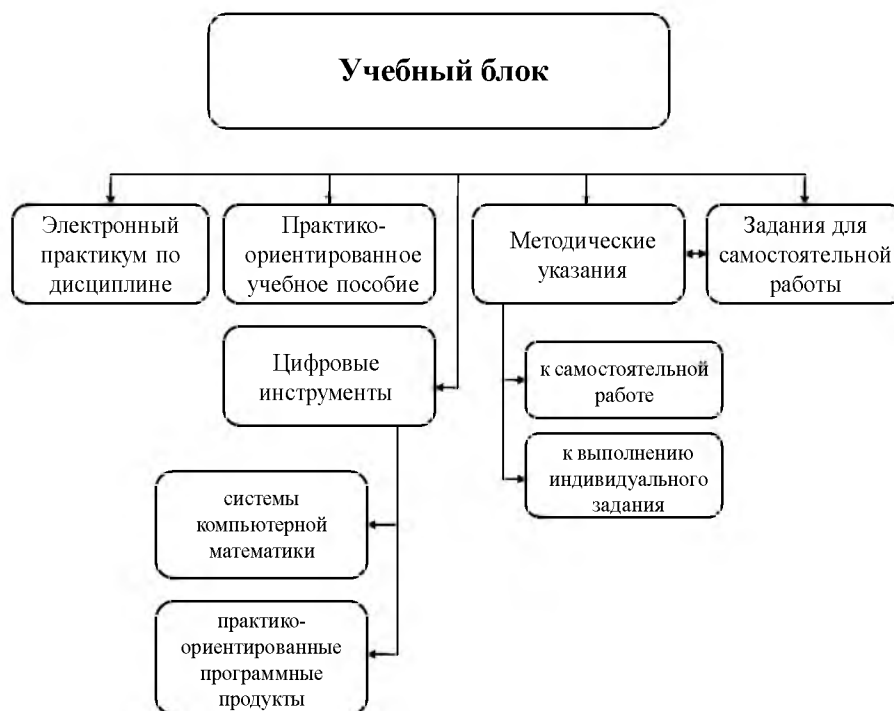 Учебный блок
Электронный
практикум по
дисциплине
Практико-
ориентированное
учебное пособие
Методические
указания
Задания для
самостоятельной
работы
Цифровые
инструменты
к самостоятельной
работе
к выполнению
индивидуального
задания
системы
компьютерной
математики
практико-
ориентированные
программные
продукты